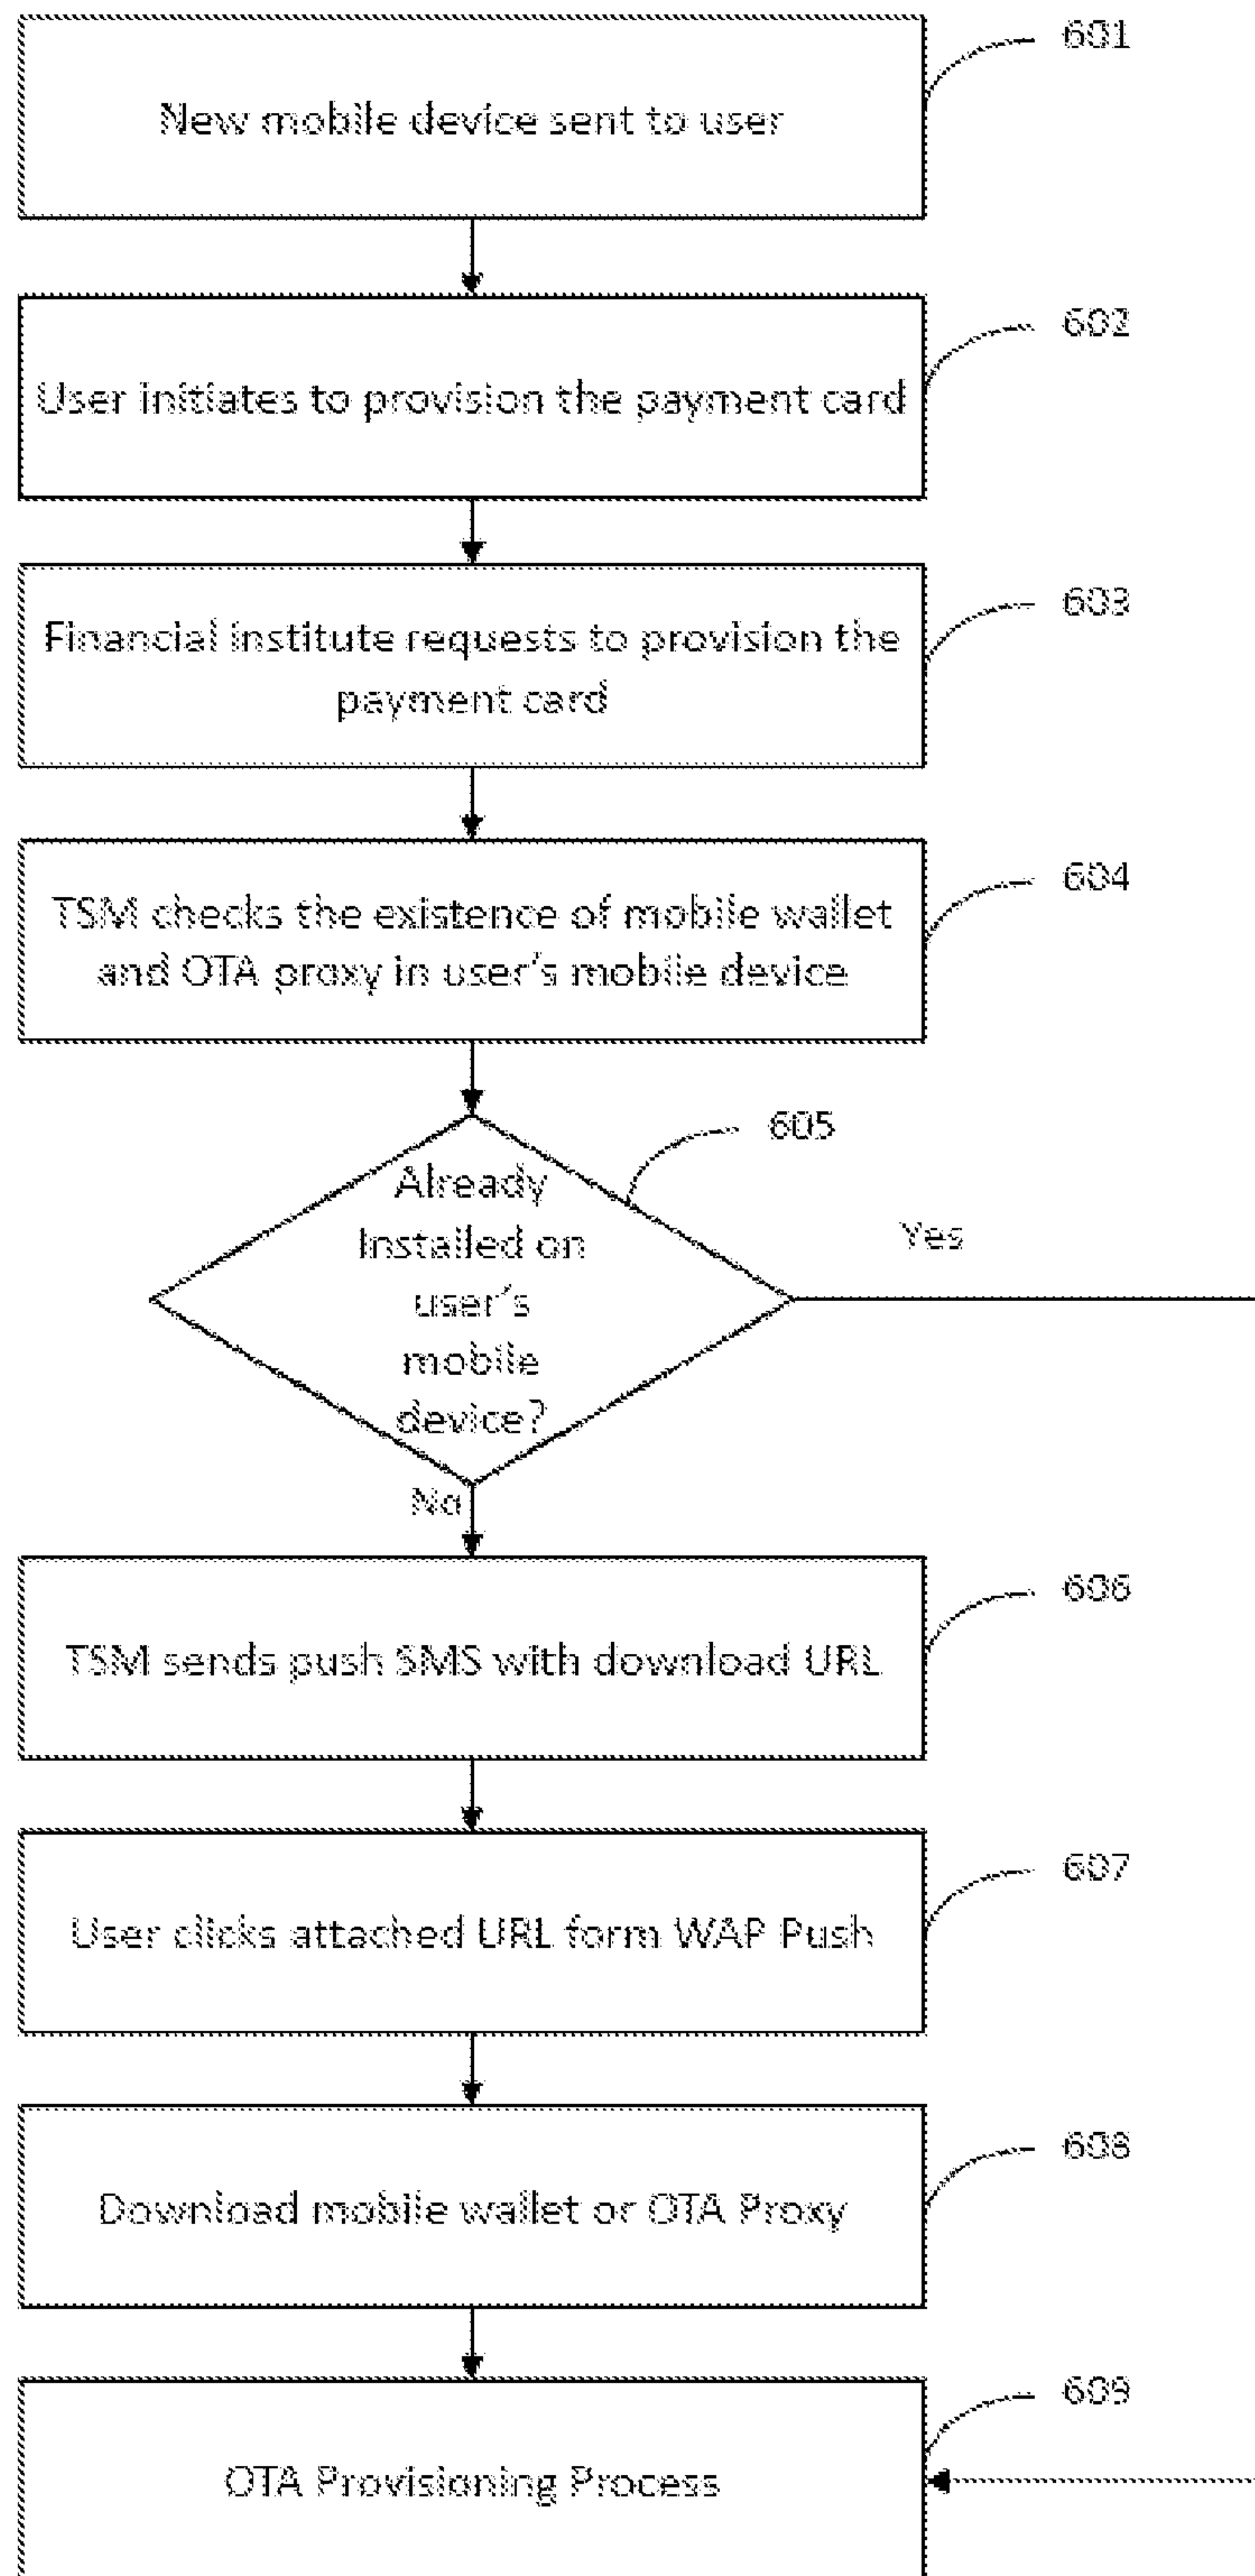 601
New mobile device sent to user
602
User initiates to provision the payment card
603
Financial institute requests to provision the
payment card
604
TSM checks the existence of mobile wallet
and OTA proxy in user's mobile device
605
Already
Installed on
user's
mobile
device?
Yes
No
606
TSM sends push SMS with download URL
607
User clicks attached URL form WAP Push
608
Download mobile wallet or OTA Proxy
609
OTA Provisioning Process